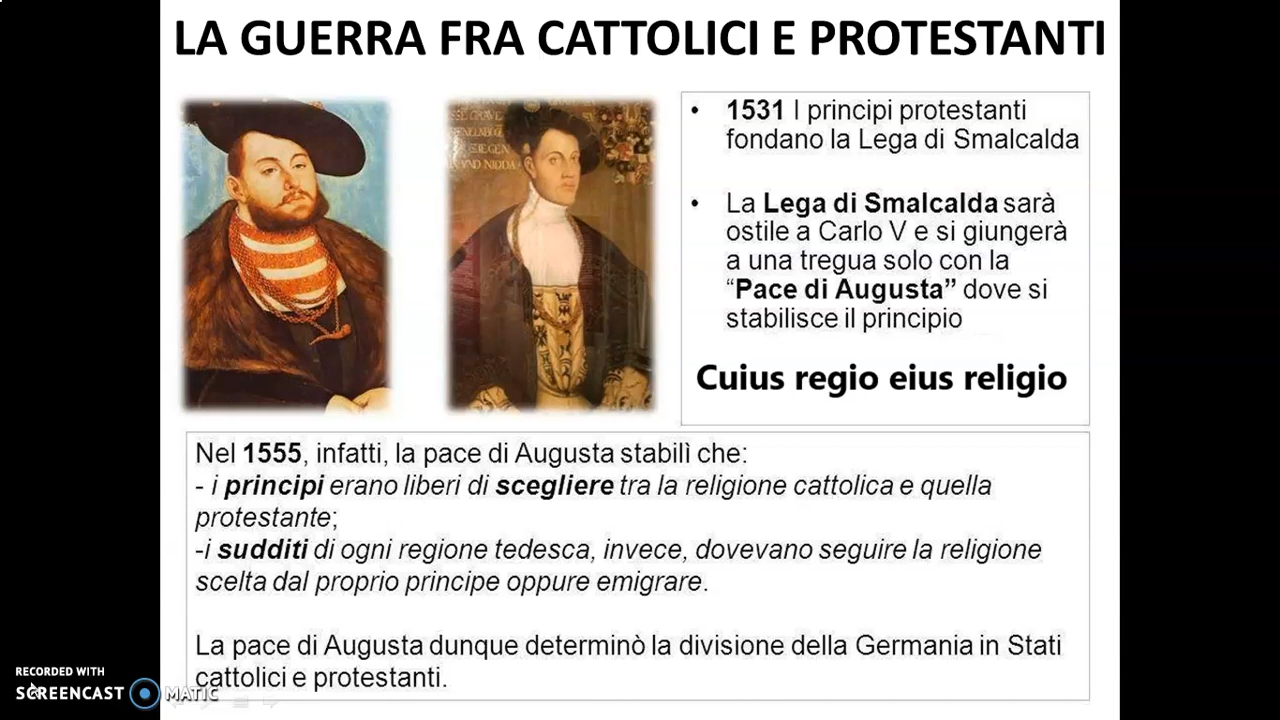 LA GUERRA FRA CATTOLICI E PROTESTANTI
• 1531 I principi protestanti
fondano la Lega di Smalcalda
• La Lega di Smalcalda sarà
ostile a Carlo V e si giungerà
a una tregua solo con la
“Pace di Augusta” dove si
stabilisce il principio
Cuius regio eius religio
Nel 1555, infatti, la pace di Augusta stabilì che:
- i principi erano liberi di scegliere tra la religione cattolica e quella
protestante;
-i sudditi di ogni regione tedesca, invece, dovevano seguire la religione
scelta dal proprio principe oppure emigrare.
La pace di Augusta dunque determinò la divisione della Germania in Stati
cattolici e protestanti.
RECORDED WITH
SCREENCAST MATIC